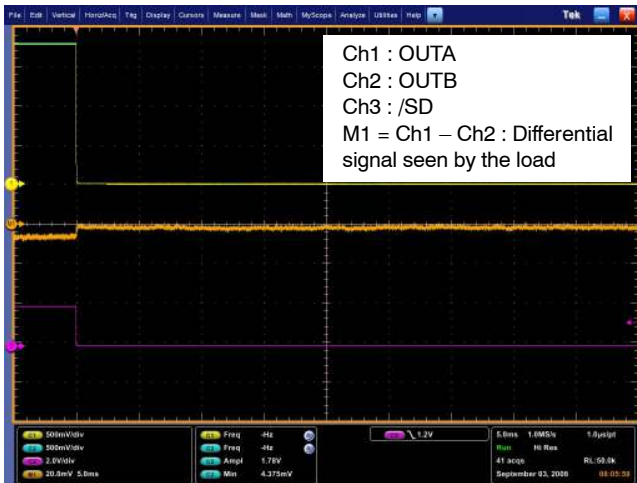 File Edit Vertical Horiz/Acq Trig Display Cursors Measure Mask Math MyScope Analyze Utilities Help Tek
Ch1 : OUTA
Ch2 : OUTB
Ch3 : /SD
M1 = Ch1 – Ch2 : Differential
signal seen by the load
500mV/div
500mV/div
2.0V/div
20.0mV 5.0ms
Freq -Hz
Freq -Hz
Ampl 1.78V
Min 4.375mV
1.2V
5.0ms 1.0MS/s 1.0µs/pt
Run Hi Res
41 acqs RL:50.0k
September 03, 2008